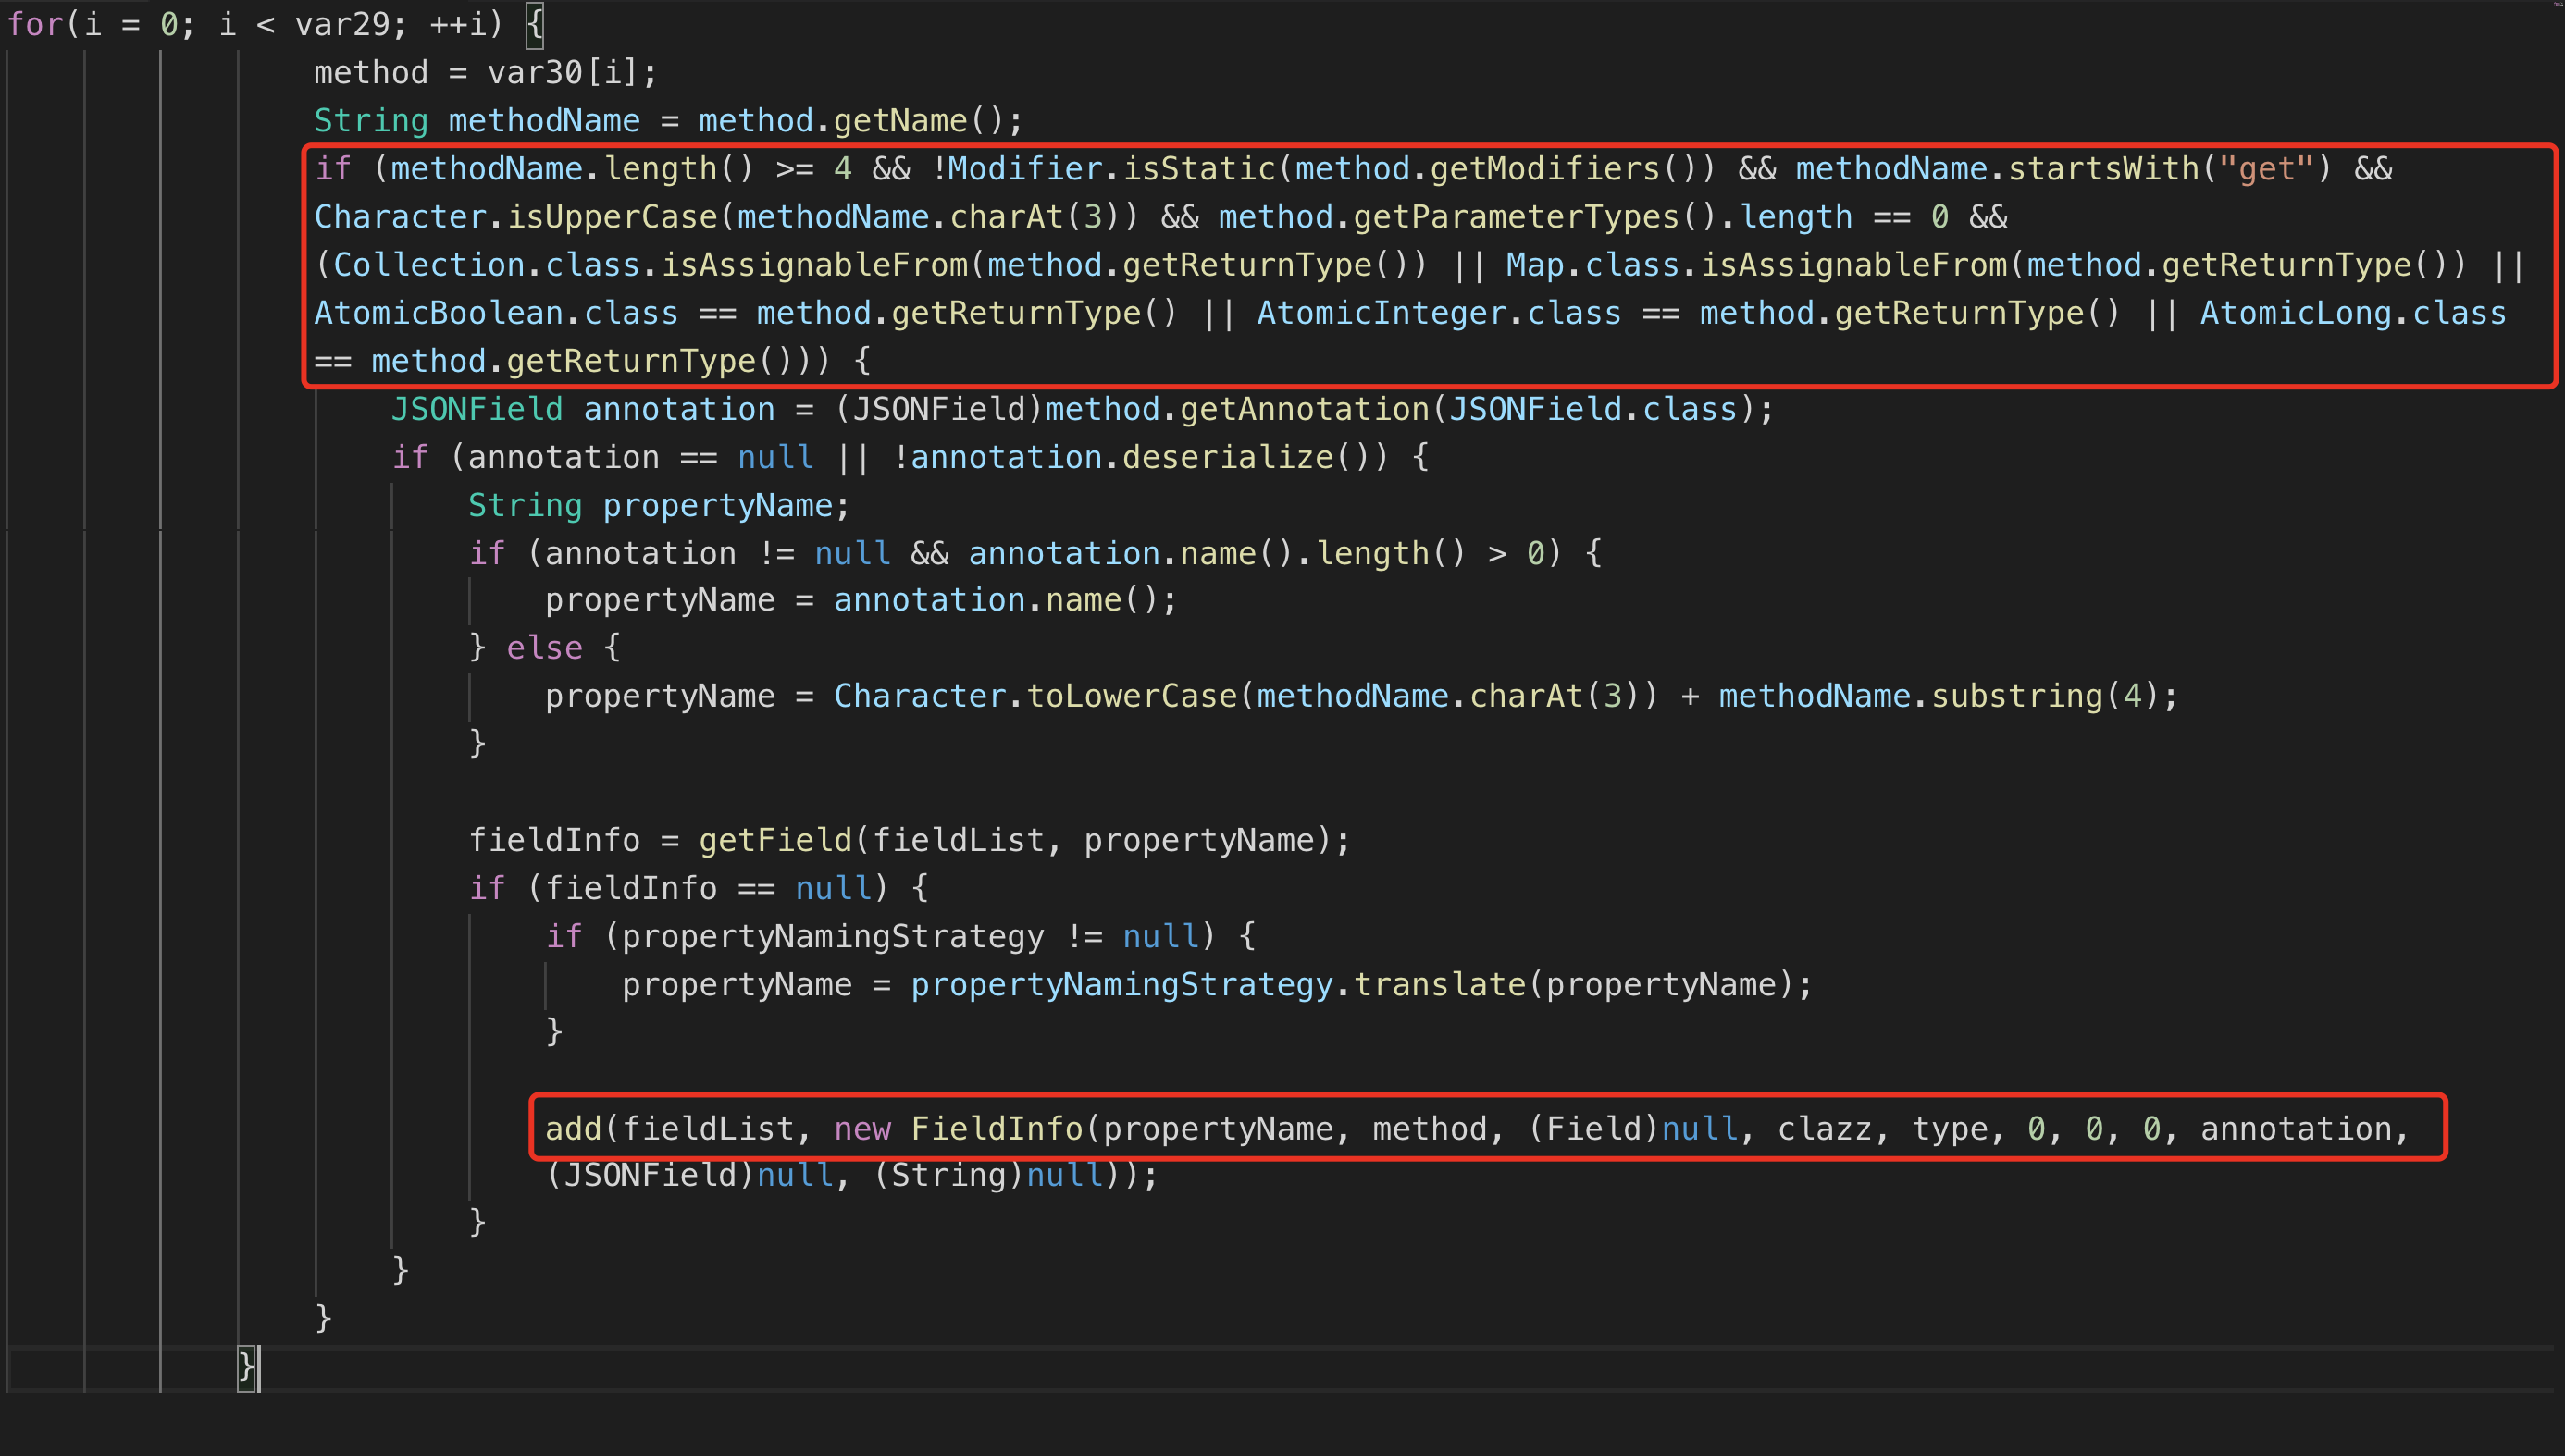 for(i = 0; i < var29; ++i) {
method = var30[i];
String methodName = method.getName();
if (methodName.length() >= 4 && !Modifier.isStatic(method.getModifiers()) && methodName.startsWith("get") &&
Character.isUpperCase(methodName.charAt(3)) && method.getParameterTypes().length == 0 &&
(Collection.class.isAssignableFrom(method.getReturnType()) || Map.class.isAssignableFrom(method.getReturnType()) ||
AtomicBoolean.class == method.getReturnType() || AtomicInteger.class == method.getReturnType() || AtomicLong.class
== method.getReturnType())) {
JSONField annotation = (JSONField)method.getAnnotation(JSONField.class);
if (annotation == null || !annotation.deserialize()) {
String propertyName;
if (annotation != null && annotation.name().length() > 0) {
propertyName = annotation.name();
} else {
propertyName = Character.toLowerCase(methodName.charAt(3)) + methodName.substring(4);
}
fieldInfo = getField(fieldList, propertyName);
if (fieldInfo == null) {
if (propertyNamingStrategy != null) {
propertyName = propertyNamingStrategy.translate(propertyName);
}
add(fieldList, new FieldInfo(propertyName, method, (Field)null, clazz, type, 0, 0, 0, annotation,
(JSONField)null, (String)null));
}
}
}
}